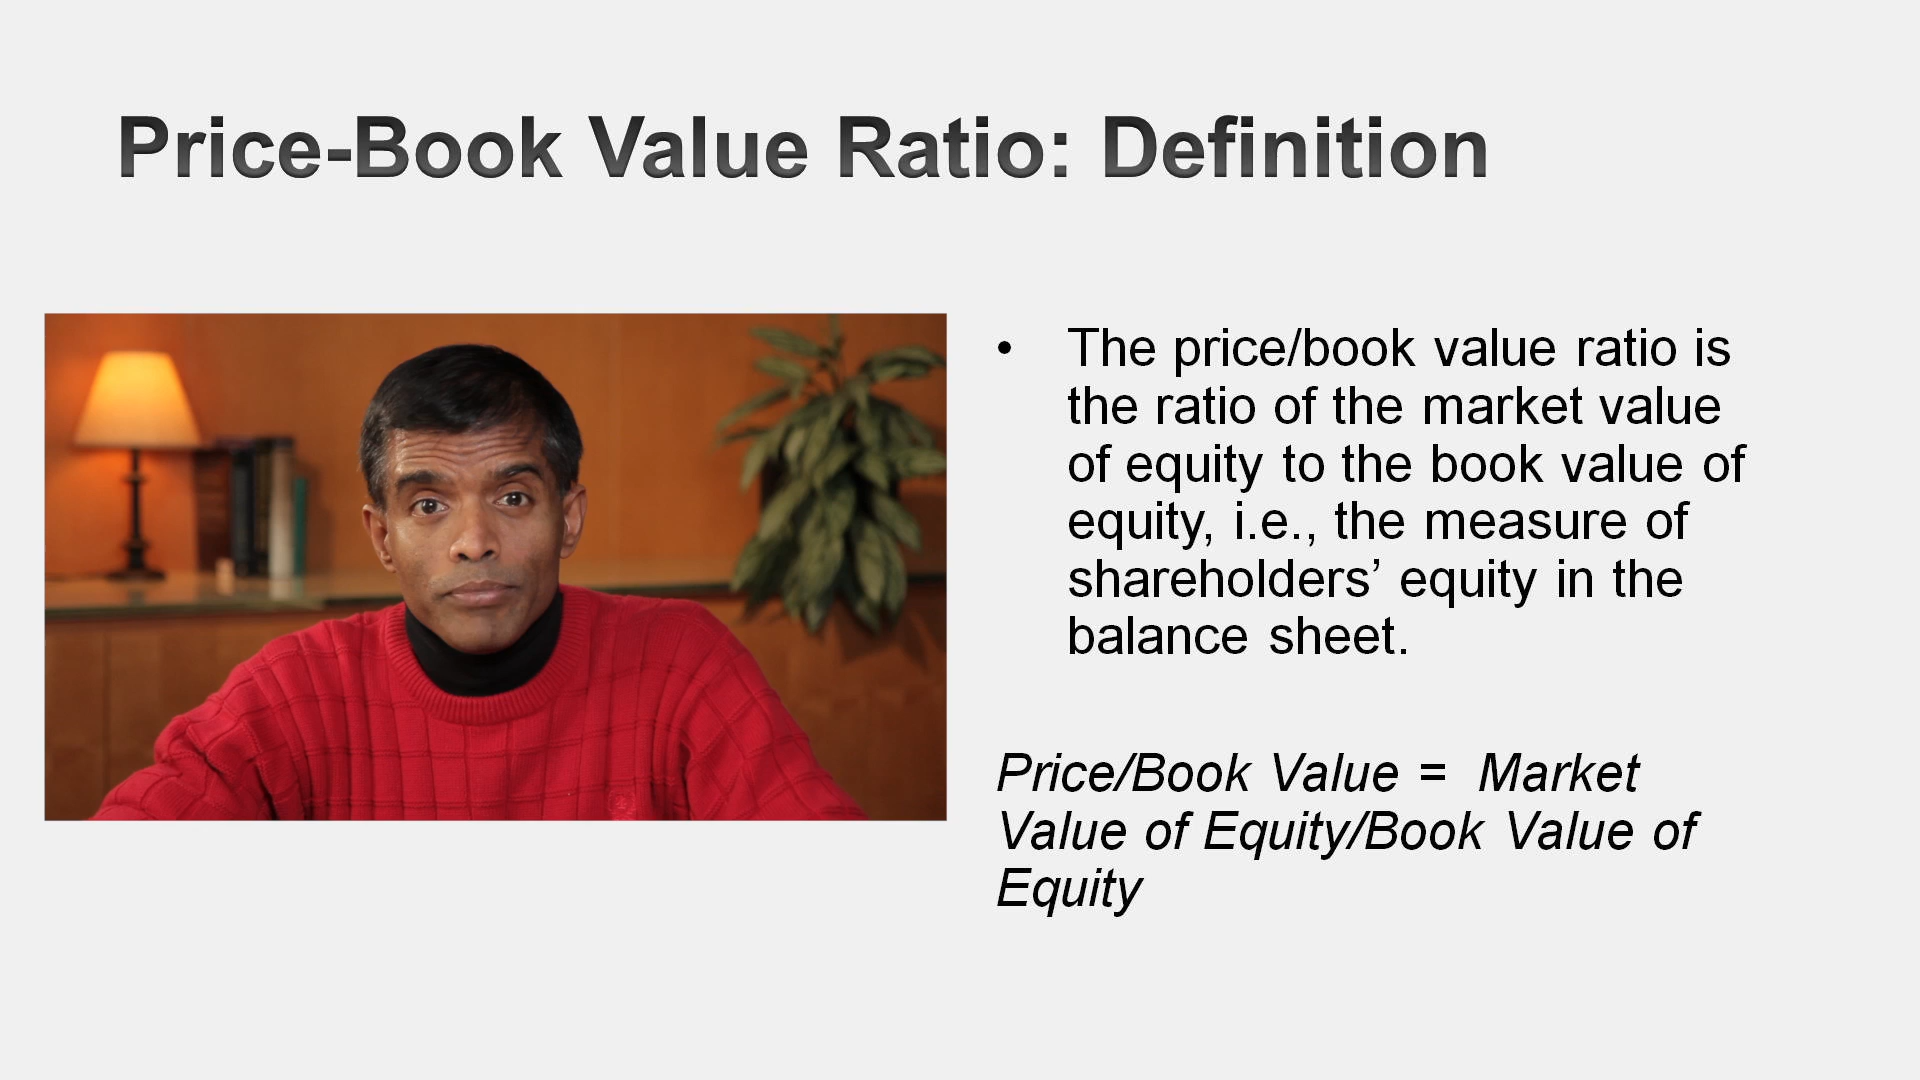 Price-Book Value Ratio: Definition
• The price/book value ratio is
the ratio of the market value
of equity to the book value of
equity, i.e., the measure of
shareholders’ equity in the
balance sheet.
Price/Book Value = Market
Value of Equity/Book Value of
Equity